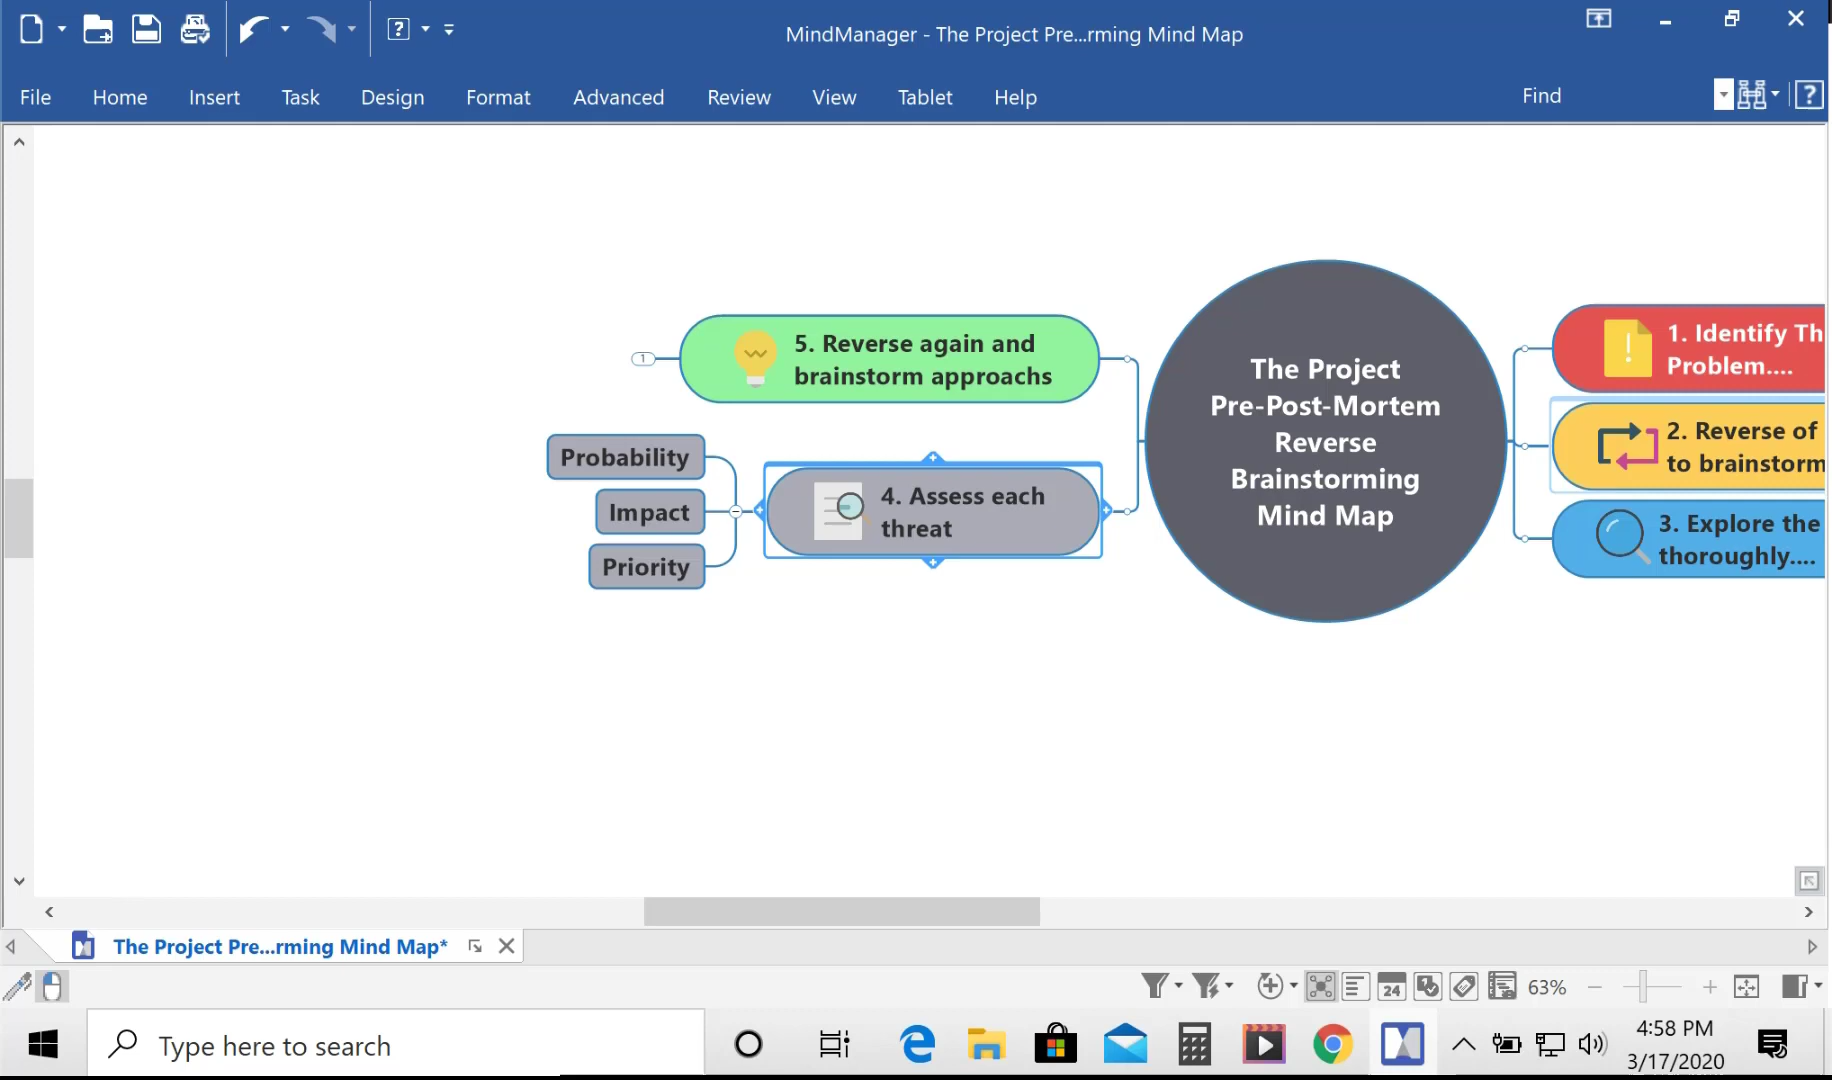 MindManager - The Project Pre...rming Mind Map
File Home Insert Task Design Format Advanced Review View Tablet Help Find
5. Reverse again and
brainstorm approachs
1
Probability
Impact
Priority
4. Assess each
threat
The Project
Pre-Post-Mortem
Reverse
Brainstorming
Mind Map
1. Identify Th
Problem....
2. Reverse of
to brainstorm
3. Explore the
thoroughly....
The Project Pre...rming Mind Map*
24
63%
Type here to search
4:58 PM
3/17/2020